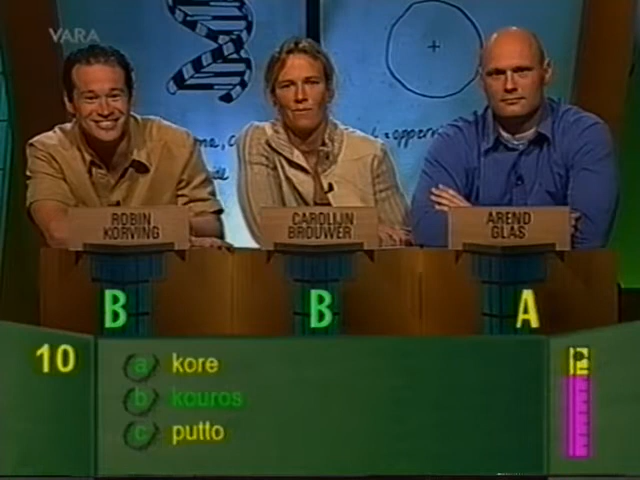 VARA
ROBIN
KORVING
CAROLIJN
BROUWER
AREND
GLAS
B
B
A
10
a kore
b kouros
c putto